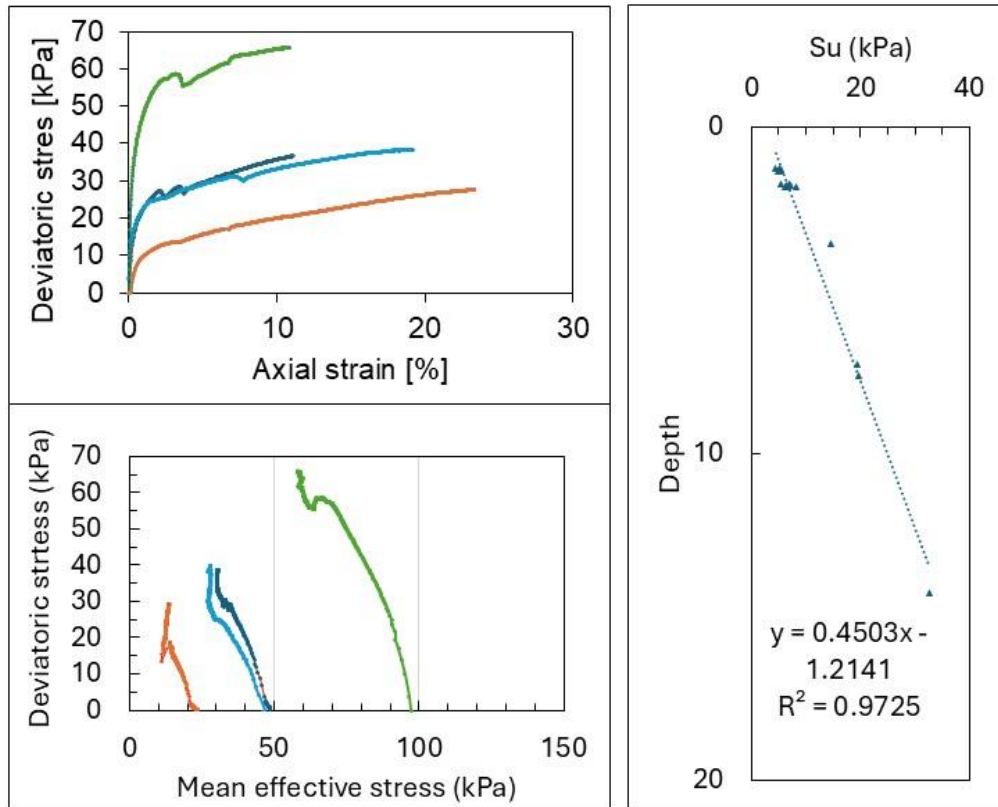 70
60
50
40
30
20
10
0
Deviatoric stres [kPa]
0 10 20 30
Axial strain [%]
70
60
50
40
30
20
10
0
Deviatoric strtess (kPa)
0 50 100 150
Mean effective stress (kPa)
Su (kPa)
0 20 40
0
10
20
Depth
y = 0.4503x -
1.2141
R² = 0.9725